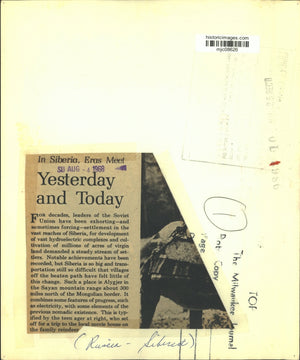 historicimages.com
mjc08620
In Siberia, Eras Meet
SU AUG - 4 1968
Yesterday
and Today
FOR decades, leaders of the Soviet
Union have been exhorting—and
sometimes forcing—settlement in the
vast reaches of Siberia, for development
of vast hydroelectric complexes and cul-
tivation of millions of acres of virgin
land demanded a steady stream of set-
tlers. Notable achievements have been
recorded, but Siberia is so big and trans-
portation still so difficult that villages
off the beaten path have felt little of
this change. Such a place is Alygjer in
the Sayan mountain range about 300
miles north of the Mongolian border. It
combines some features of progress, such
as electricity, with some elements of the
previous nomadic existence. This is typi-
fied by the teen ager at right, who set
off for a trip to the local movie house on
the family reindeer
1
TOF
The Milwaukee Journal
Dot Copy
Page
(Russia - Siberia)